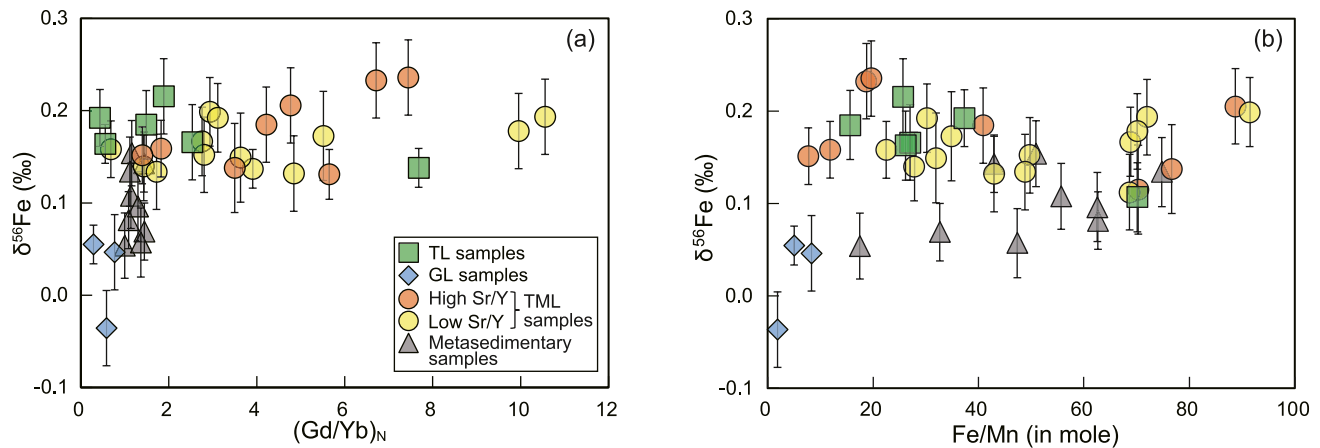 0.3
0.2
0.1
0.0
-0.1
δ⁵⁶Fe (‰)
(a)
TL samples
GL samples
High Sr/Y
Low Sr/Y
TML
samples
Metasedimentary
samples
0 2 4 6 8 10 12
(Gd/Yb)N
0.3
0.2
0.1
0.0
-0.1
δ⁵⁶Fe (‰)
(b)
0 20 40 60 80 100
Fe/Mn (in mole)